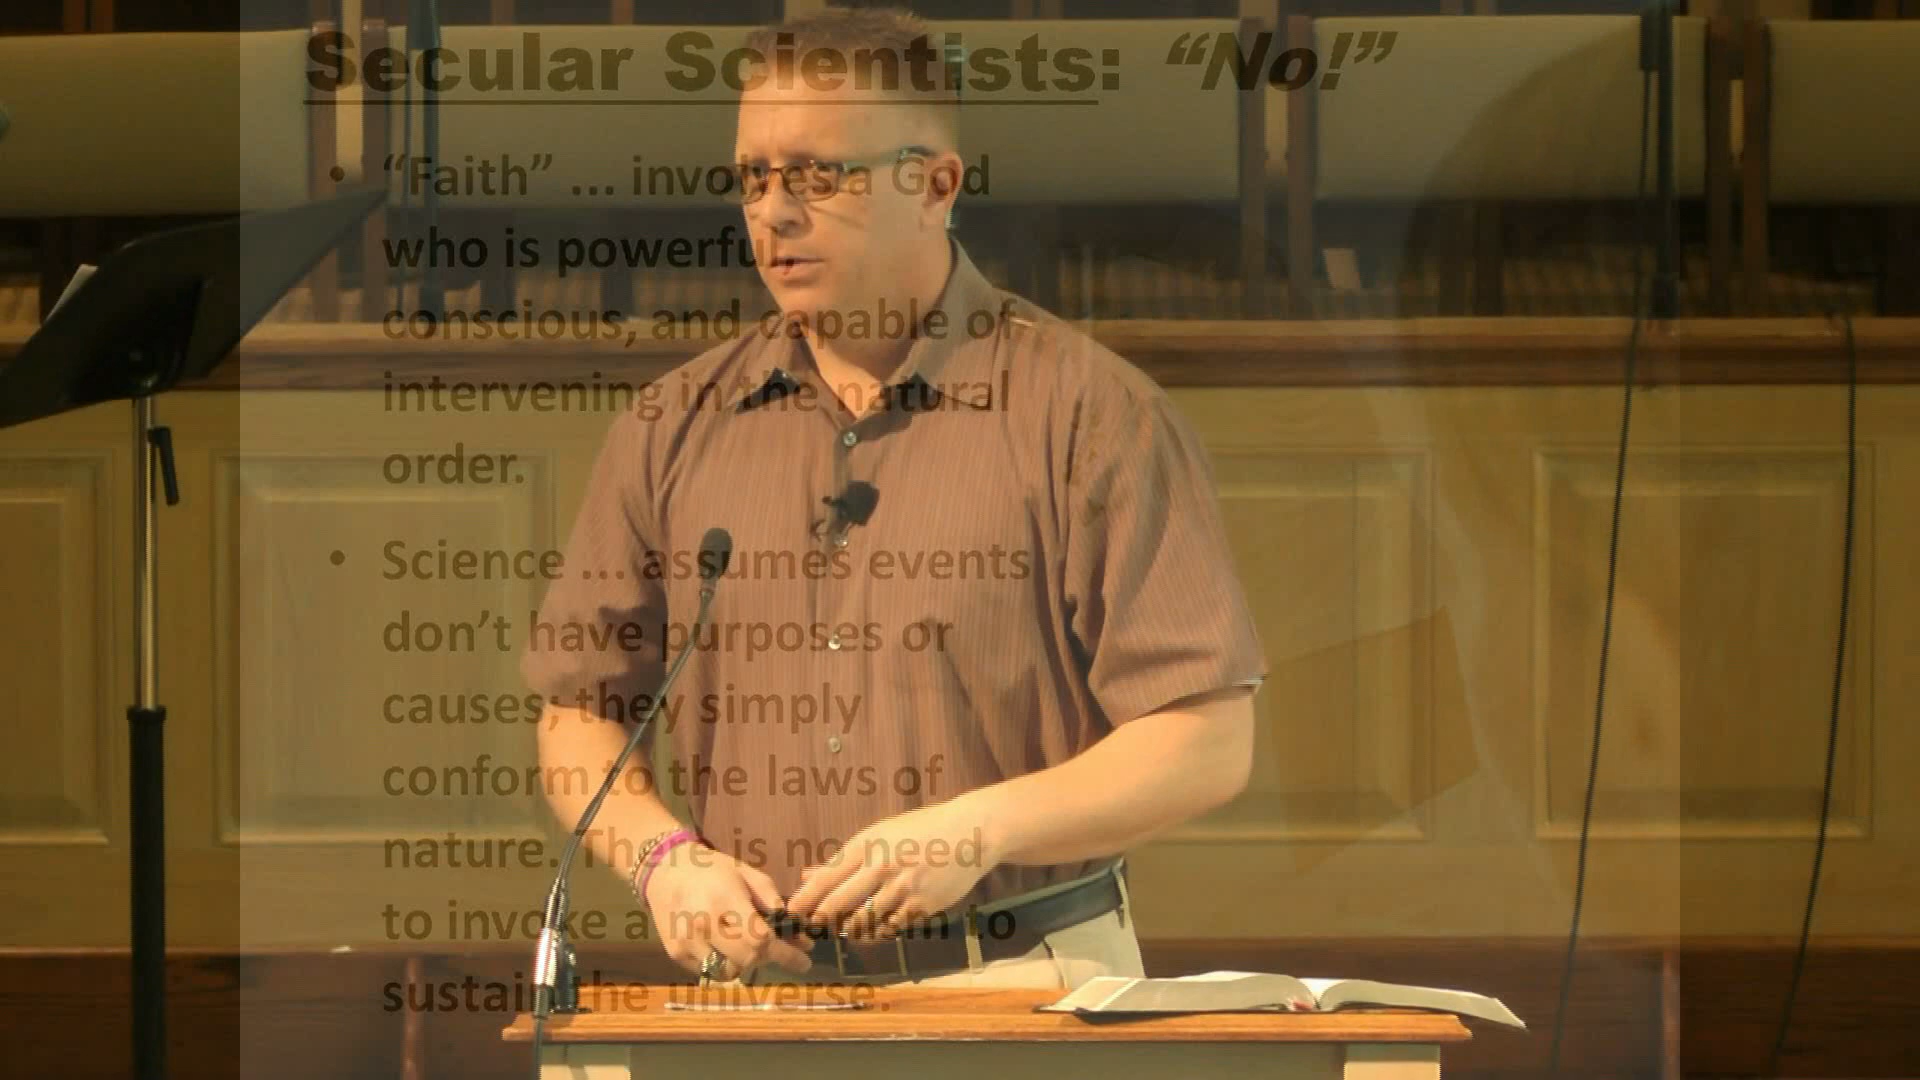 Secular Scientists: “No!”
• “Faith” ... involves a God
who is powerful,
conscious, and capable of
intervening in the natural
order.
• Science ... assumes events
don’t have purposes or
causes; they simply
conform to the laws of
nature. There is no need
to invoke a mechanism to
sustain the universe.